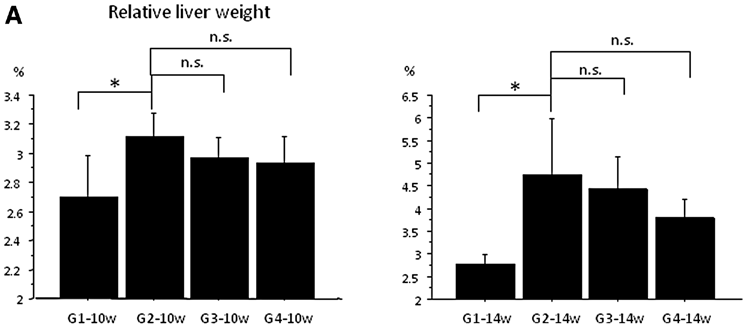 A
Relative liver weight
n.s.
n.s.
*
%
3.4
3.2
3
2.8
2.6
2.4
2.2
2
G1-10w G2-10w G3-10w G4-10w
n.s.
n.s.
*
%
6.5
6
5.5
5
4.5
4
3.5
3
2.5
2
G1-14w G2-14w G3-14w G4-14w